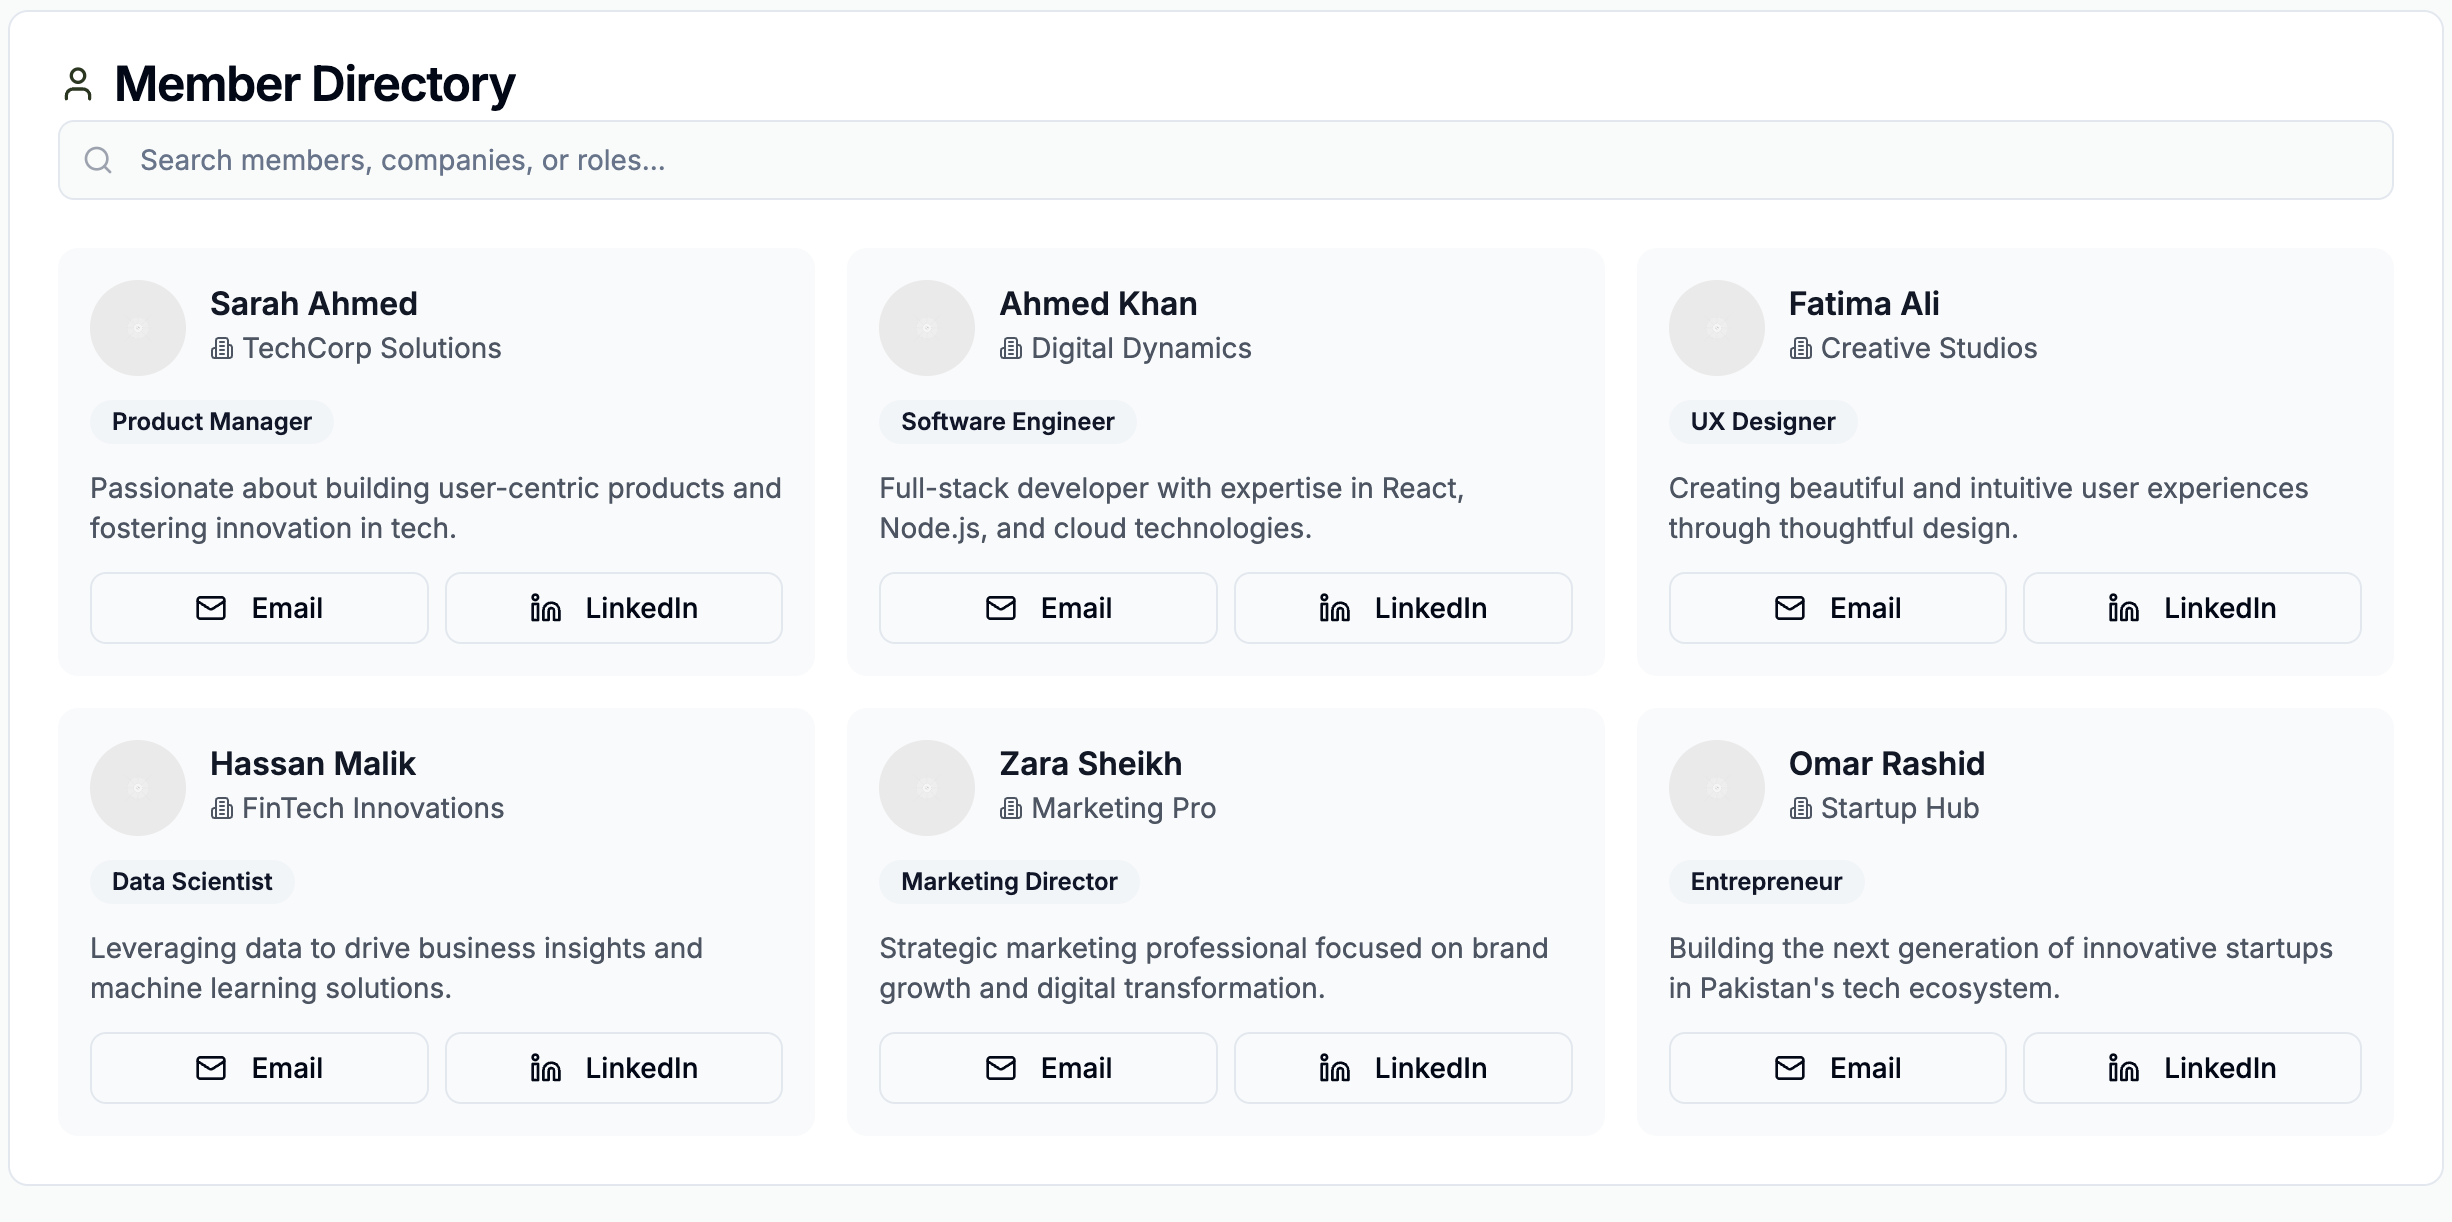 Member Directory
Search members, companies, or roles...
Sarah Ahmed
TechCorp Solutions
Product Manager
Passionate about building user-centric products and
fostering innovation in tech.
Email
LinkedIn
Ahmed Khan
Digital Dynamics
Software Engineer
Full-stack developer with expertise in React,
Node.js, and cloud technologies.
Email
LinkedIn
Fatima Ali
Creative Studios
UX Designer
Creating beautiful and intuitive user experiences
through thoughtful design.
Email
LinkedIn
Hassan Malik
FinTech Innovations
Data Scientist
Leveraging data to drive business insights and
machine learning solutions.
Email
LinkedIn
Zara Sheikh
Marketing Pro
Marketing Director
Strategic marketing professional focused on brand
growth and digital transformation.
Email
LinkedIn
Omar Rashid
Startup Hub
Entrepreneur
Building the next generation of innovative startups
in Pakistan's tech ecosystem.
Email
LinkedIn